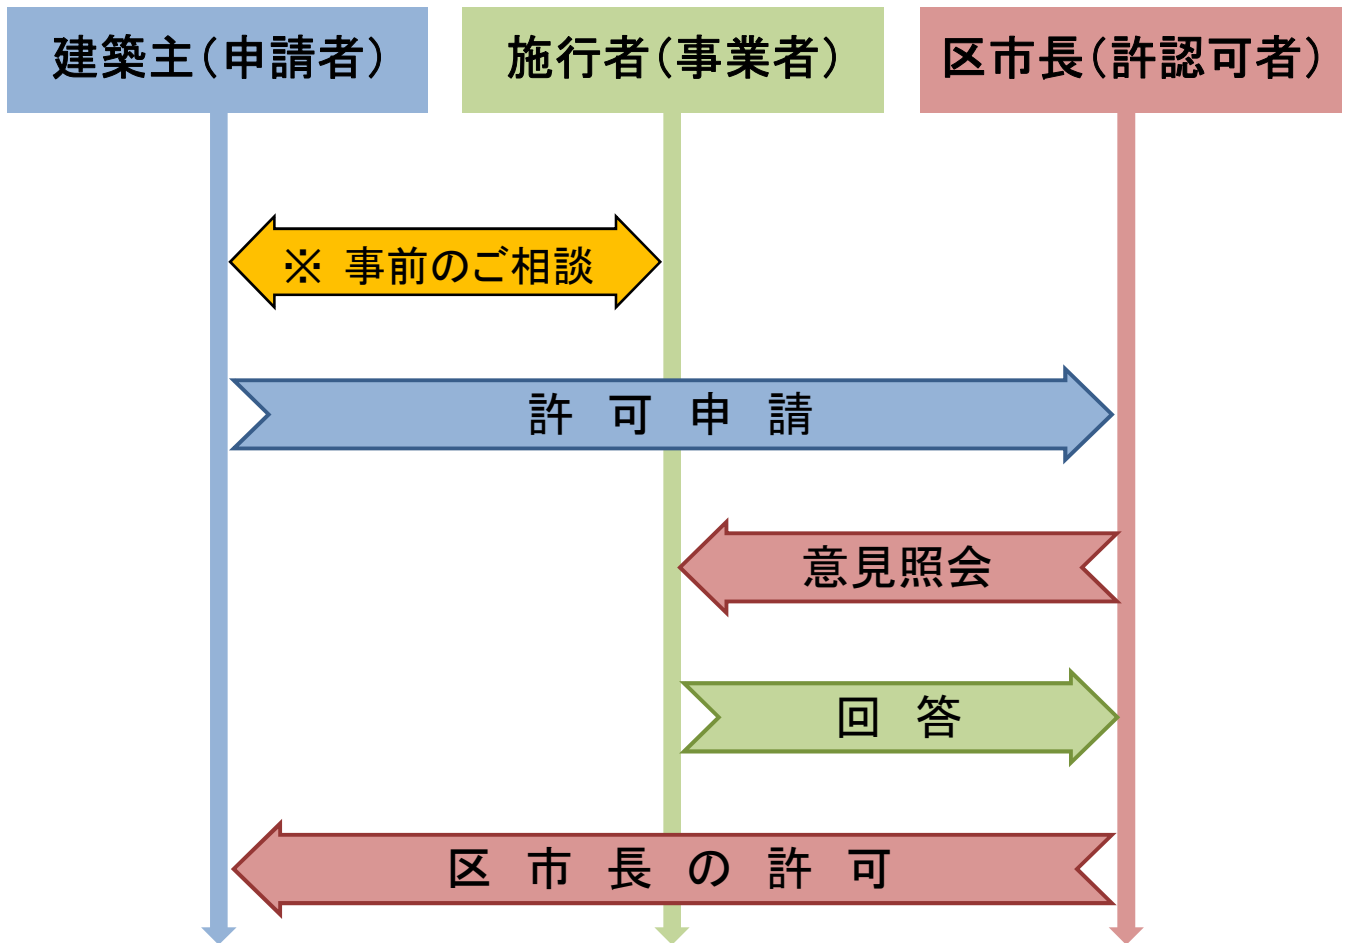 建築主(申請者)
施行者(事業者)
区市長(許認可者)
※ 事前のご相談
許 可 申 請
意見照会
回 答
区 市 長 の 許 可